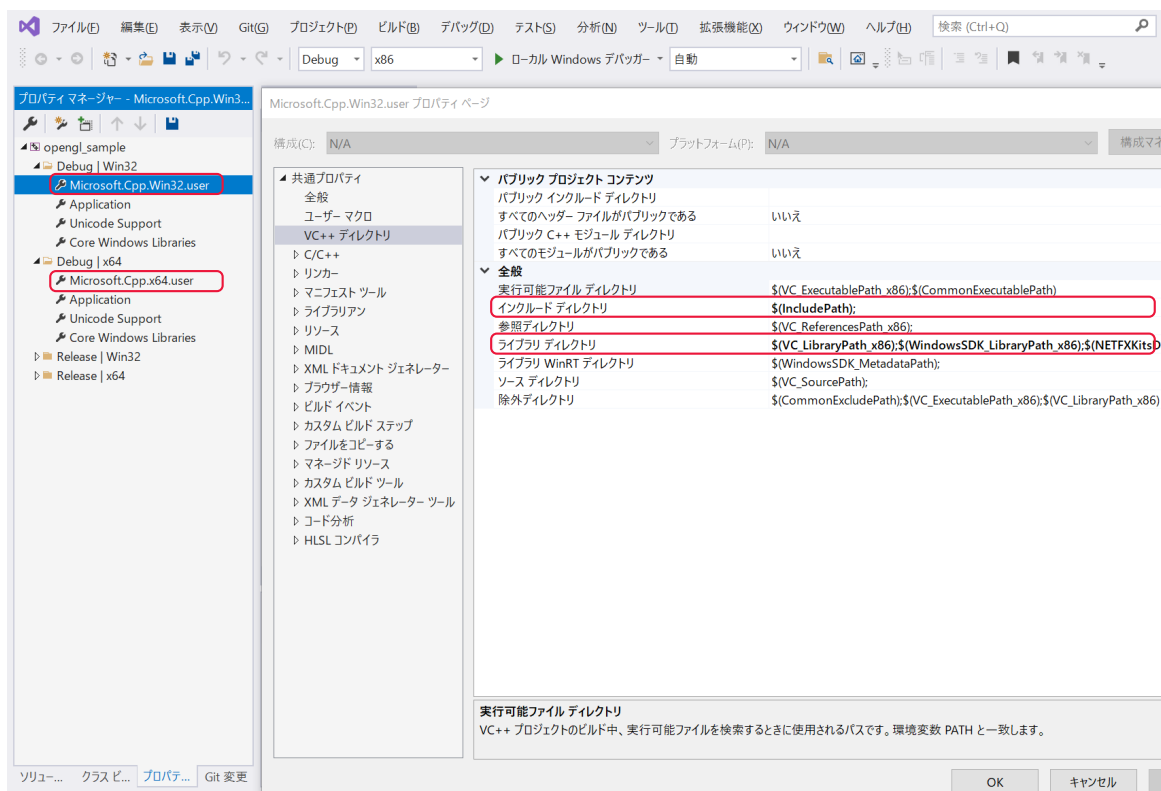 ファイル(F) 編集(E) 表示(V) Git(G) プロジェクト(P) ビルド(B) デバッグ(D) テスト(S) 分析(N) ツール(T) 拡張機能(X) ウィンドウ(W) ヘルプ(H) 検索 (Ctrl+Q)
Debug x86 ローカル Windows デバッガー 自動
プロパティ マネージャー - Microsoft.Cpp.Win3...
opengl_sample
Debug | Win32
Microsoft.Cpp.Win32.user
Application
Unicode Support
Core Windows Libraries
Debug | x64
Microsoft.Cpp.x64.user
Application
Unicode Support
Core Windows Libraries
Release | Win32
Release | x64
ソリュー... クラス ビ... プロパテ... Git 変更
Microsoft.Cpp.Win32.user プロパティ ページ
構成(C): N/A プラットフォーム(P): N/A 構成マネ
共通プロパティ
全般
ユーザー マクロ
VC++ ディレクトリ
C/C++
リンカー
マニフェスト ツール
ライブラリアン
リソース
MIDL
XML ドキュメント ジェネレーター
ブラウザー情報
ビルド イベント
カスタム ビルド ステップ
ファイルをコピーする
マネージド リソース
カスタム ビルド ツール
XML データ ジェネレーター ツール
コード分析
HLSL コンパイラ
パブリック プロジェクト コンテンツ
パブリック インクルード ディレクトリ
すべてのヘッダー ファイルがパブリックである いいえ
パブリック C++ モジュール ディレクトリ
すべてのモジュールがパブリックである いいえ
全般
実行可能ファイル ディレクトリ $(VC_ExecutablePath_x86);$(CommonExecutablePath)
インクルード ディレクトリ $(IncludePath);
参照ディレクトリ $(VC_ReferencesPath_x86);
ライブラリ ディレクトリ $(VC_LibraryPath_x86);$(WindowsSDK_LibraryPath_x86);$(NETFXKitsD
ライブラリ WinRT ディレクトリ $(WindowsSDK_MetadataPath);
ソース ディレクトリ $(VC_SourcePath);
除外ディレクトリ $(CommonExcludePath);$(VC_ExecutablePath_x86);$(VC_LibraryPath_x86)
実行可能ファイル ディレクトリ
VC++ プロジェクトのビルド中、実行可能ファイルを検索するときに使用されるパスです。環境変数 PATH と一致します。
OK キャンセル